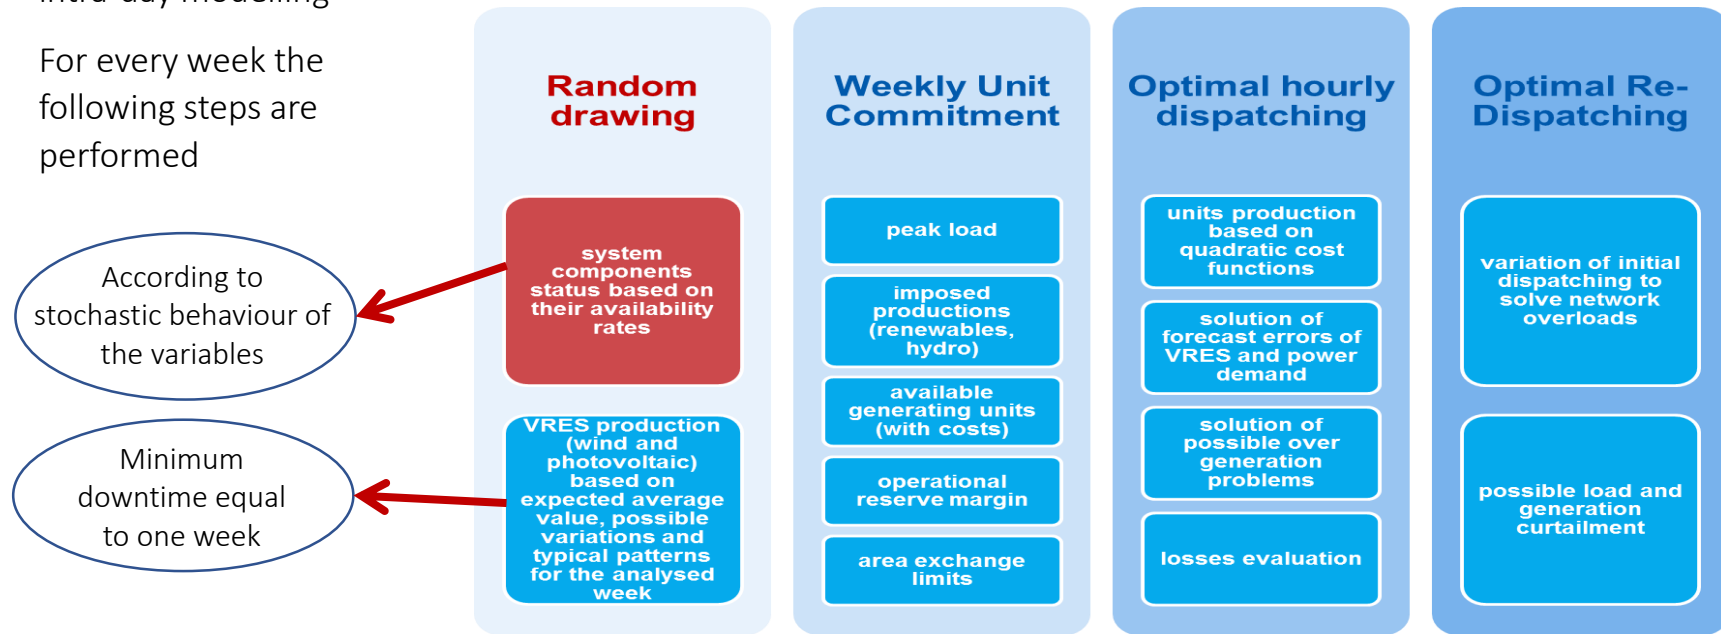 intra-day modelling
For every week the
following steps are
performed
According to
stochastic behaviour of
the variables
Minimum
downtime equal
to one week
Random
drawing
system
components
status based on
their availability
rates
VRES production
(wind and
photovoltaic)
based on
expected average
value, possible
variations and
typical patterns
for the analysed
week
Weekly Unit
Commitment
peak load
imposed
productions
(renewables,
hydro)
available
generating units
(with costs)
operational
reserve margin
area exchange
limits
Optimal hourly
dispatching
units production
based on
quadratic cost
functions
solution of
forecast errors of
VRES and power
demand
solution of
possible over
generation
problems
losses evaluation
Optimal Re-
Dispatching
variation of initial
dispatching to
solve network
overloads
possible load and
generation
curtailment